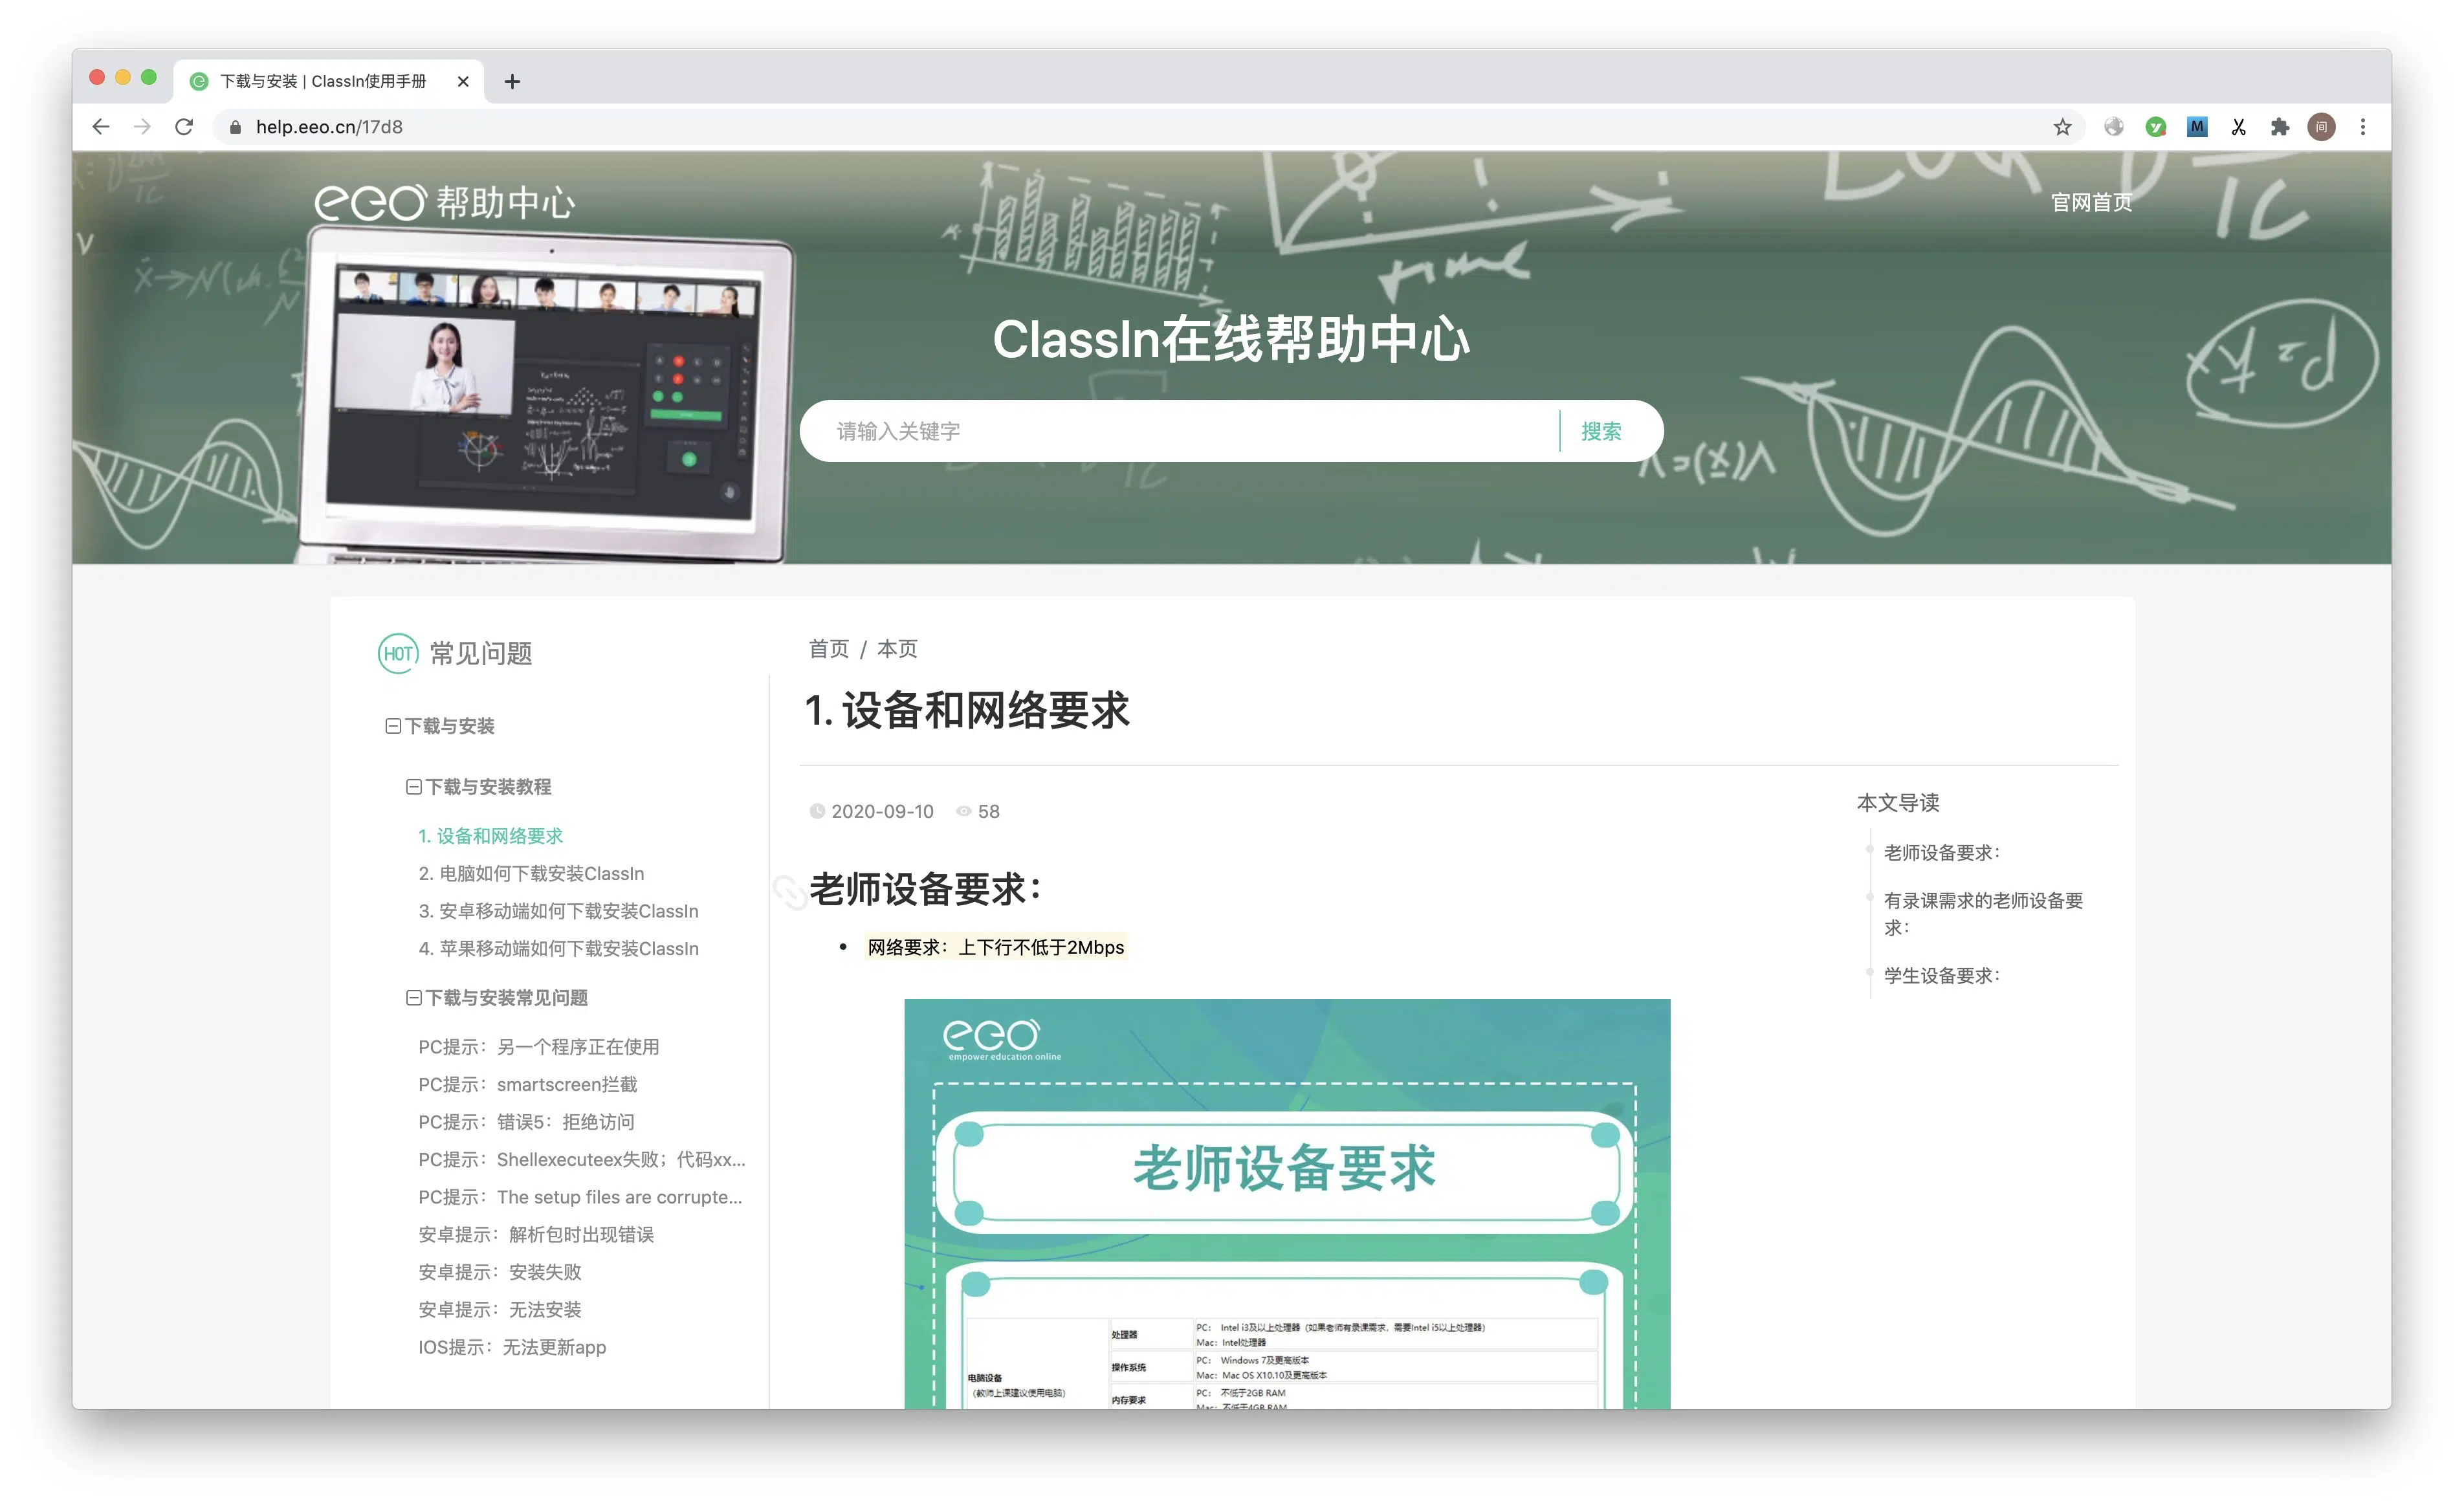 下载与安装 | ClassIn使用手册
help.eeo.cn/17d8
M
间
eeo 帮助中心
官网首页
time
ClassIn在线帮助中心
请输入关键字
搜索
HOT 常见问题
下载与安装
下载与安装教程
1. 设备和网络要求
2. 电脑如何下载安装ClassIn
3. 安卓移动端如何下载安装ClassIn
4. 苹果移动端如何下载安装ClassIn
下载与安装常见问题
PC提示：另一个程序正在使用
PC提示：smartscreen拦截
PC提示：错误5：拒绝访问
PC提示：Shellexecuteex失败；代码xx...
PC提示：The setup files are corrupte...
安卓提示：解析包时出现错误
安卓提示：安装失败
安卓提示：无法安装
IOS提示：无法更新app
首页 / 本页
1. 设备和网络要求
2020-09-10 58
老师设备要求：
• 网络要求：上下行不低于2Mbps
eeo
empower education online
老师设备要求
电脑设备
（教师上课建议使用电脑）
处理器
PC： Intel i3及以上处理器（如果老师有录课需求，需要Intel i5以上处理器）
Mac：Intel处理器
操作系统
PC： Windows 7及更高版本
Mac：Mac OS X10.10及更高版本
内存要求
PC： 不低于2GB RAM
Mac：不低于4GB RAM
本文导读
老师设备要求：
有录课需求的老师设备要
求：
学生设备要求：